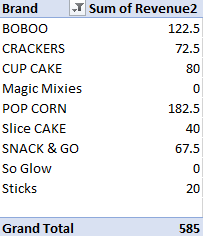 Brand Sum of Revenue2
BOBOO 122.5
CRACKERS 72.5
CUP CAKE 80
Magic Mixies 0
POP CORN 182.5
Slice CAKE 40
SNACK & GO 67.5
So Glow 0
Sticks 20
Grand Total 585